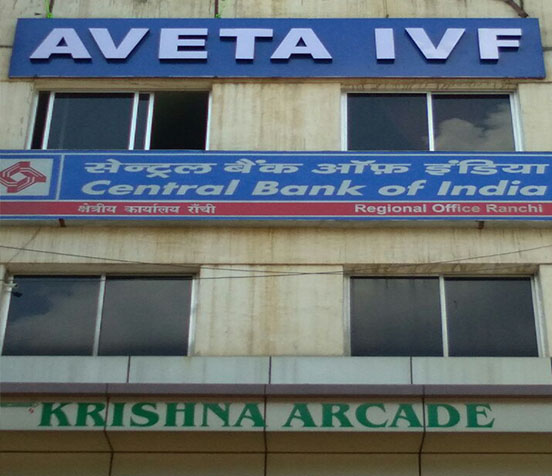 AVETA IVF
सेन्ट्रल बैंक ऑफ़ इंडिया
Central Bank of India
क्षेत्रीय कार्यालय राँची Regional Office Ranchi
KRISHNA ARCADE